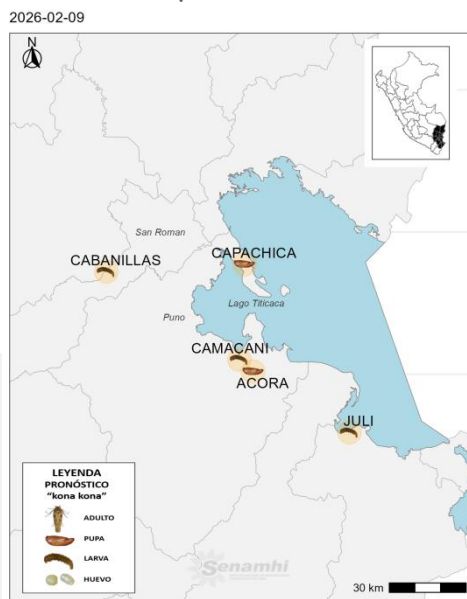 2026-02-09
N
San Roman
CAPACHICA
CABANILLAS
Lago Titicaca
Puno
CAMACANI
ACORA
JULI
LEYENDA
PRONÓSTICO
"kona kona"
ADULTO
PUPA
LARVA
HUEVO
Senamhi
30 km